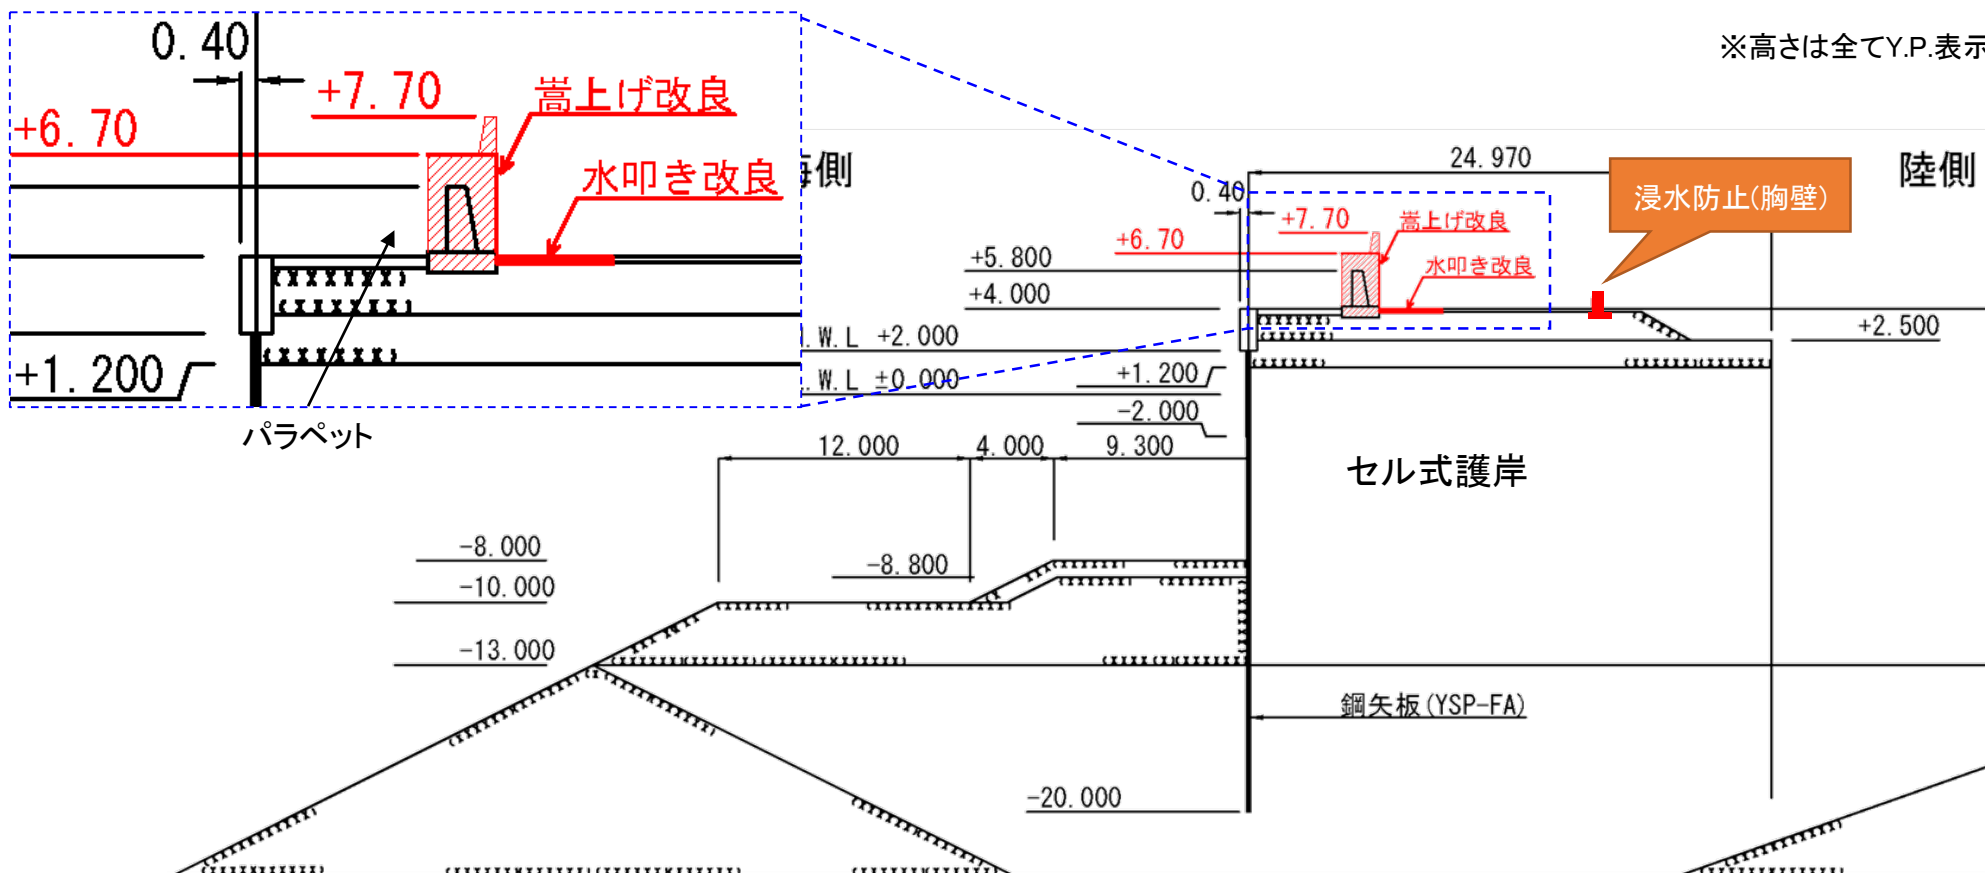 0.40
+7.70
嵩上げ改良
+6.70
水叩き改良
+1.200
パラペット
※高さは全てY.P.表示
側
陸側
24.970
0.40
浸水防止(胸壁)
+7.70
嵩上げ改良
+6.70
+5.800
水叩き改良
+4.000
.W.L +2.000
+2.500
+1.200
.W.L ±0.000
-2.000
12.000
4.000
9.300
セル式護岸
-8.000
-8.800
-10.000
-13.000
鋼矢板(YSP-FA)
-20.000